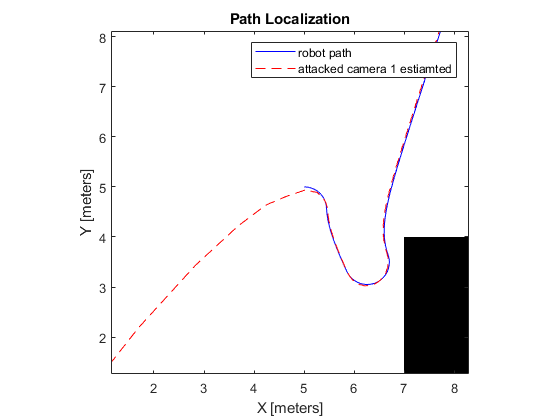 Path Localization
robot path
attacked camera 1 estiamted
Y [meters]
8
7
6
5
4
3
2
2 3 4 5 6 7 8
X [meters]